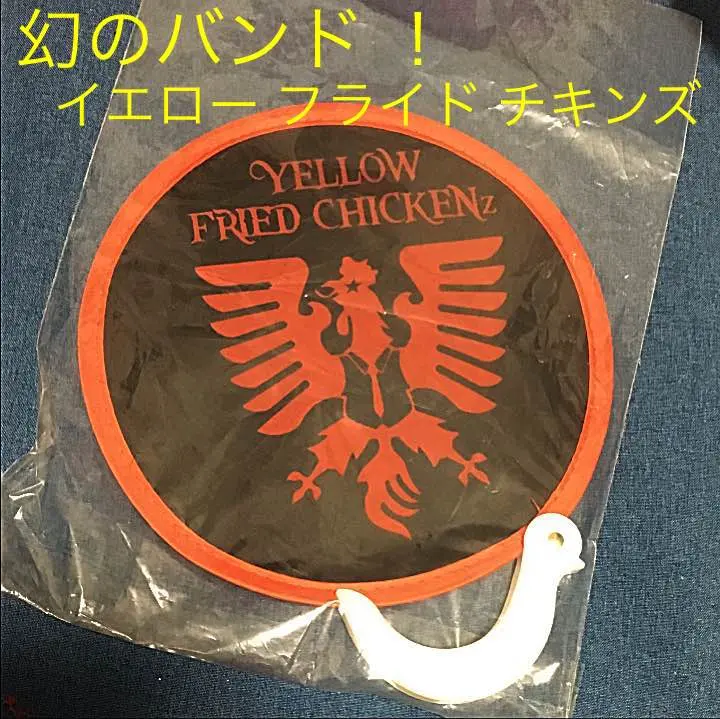 幻のバンド ！
イエロー フライド チキンズ
YELLOW
FRIED CHICKENz